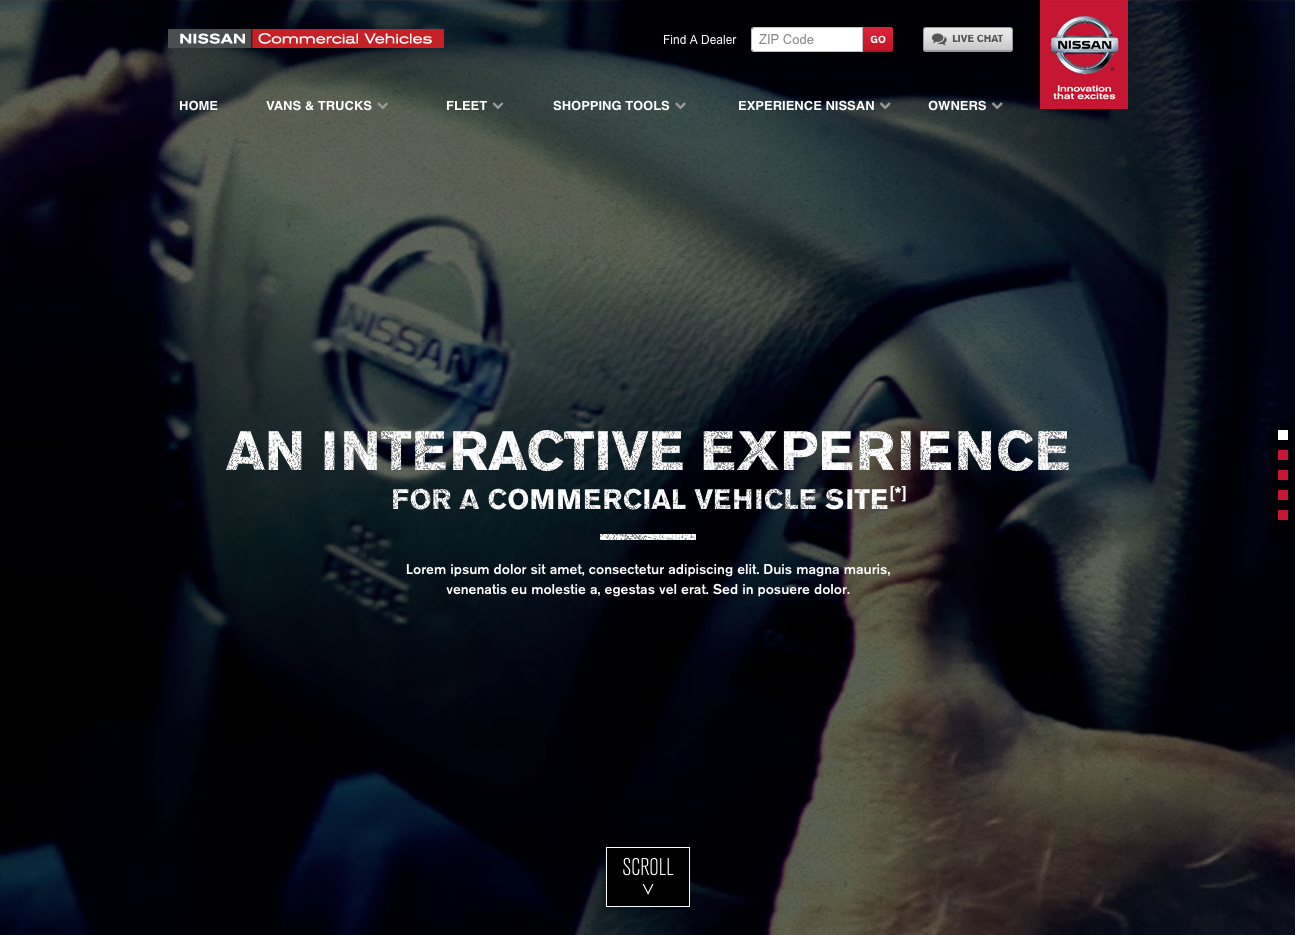 NISSAN Commercial Vehicles
Find A Dealer ZIP Code GO LIVE CHAT
NISSAN
Innovation
that excites
HOME VANS & TRUCKS FLEET SHOPPING TOOLS EXPERIENCE NISSAN OWNERS
NISSAN
AN INTERACTIVE EXPERIENCE
FOR A COMMERCIAL VEHICLE SITE[*]
Lorem ipsum dolor sit amet, consectetur adipiscing elit. Duis magna mauris,
venenatis eu molestie a, egestas vel erat. Sed in posuere dolor.
SCROLL